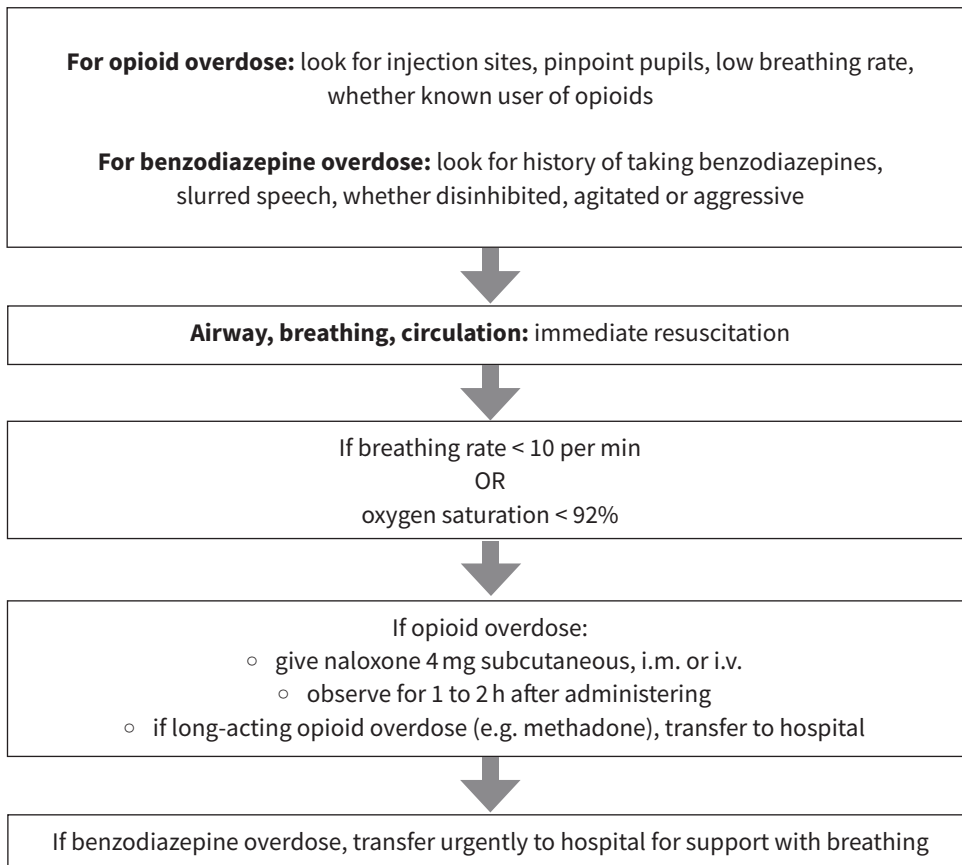 For opioid overdose: look for injection sites, pinpoint pupils, low breathing rate,
whether known user of opioids
For benzodiazepine overdose: look for history of taking benzodiazepines,
slurred speech, whether disinhibited, agitated or aggressive
Airway, breathing, circulation: immediate resuscitation
If breathing rate < 10 per min
OR
oxygen saturation < 92%
If opioid overdose:
○ give naloxone 4 mg subcutaneous, i.m. or i.v.
○ observe for 1 to 2 h after administering
○ if long-acting opioid overdose (e.g. methadone), transfer to hospital
If benzodiazepine overdose, transfer urgently to hospital for support with breathing